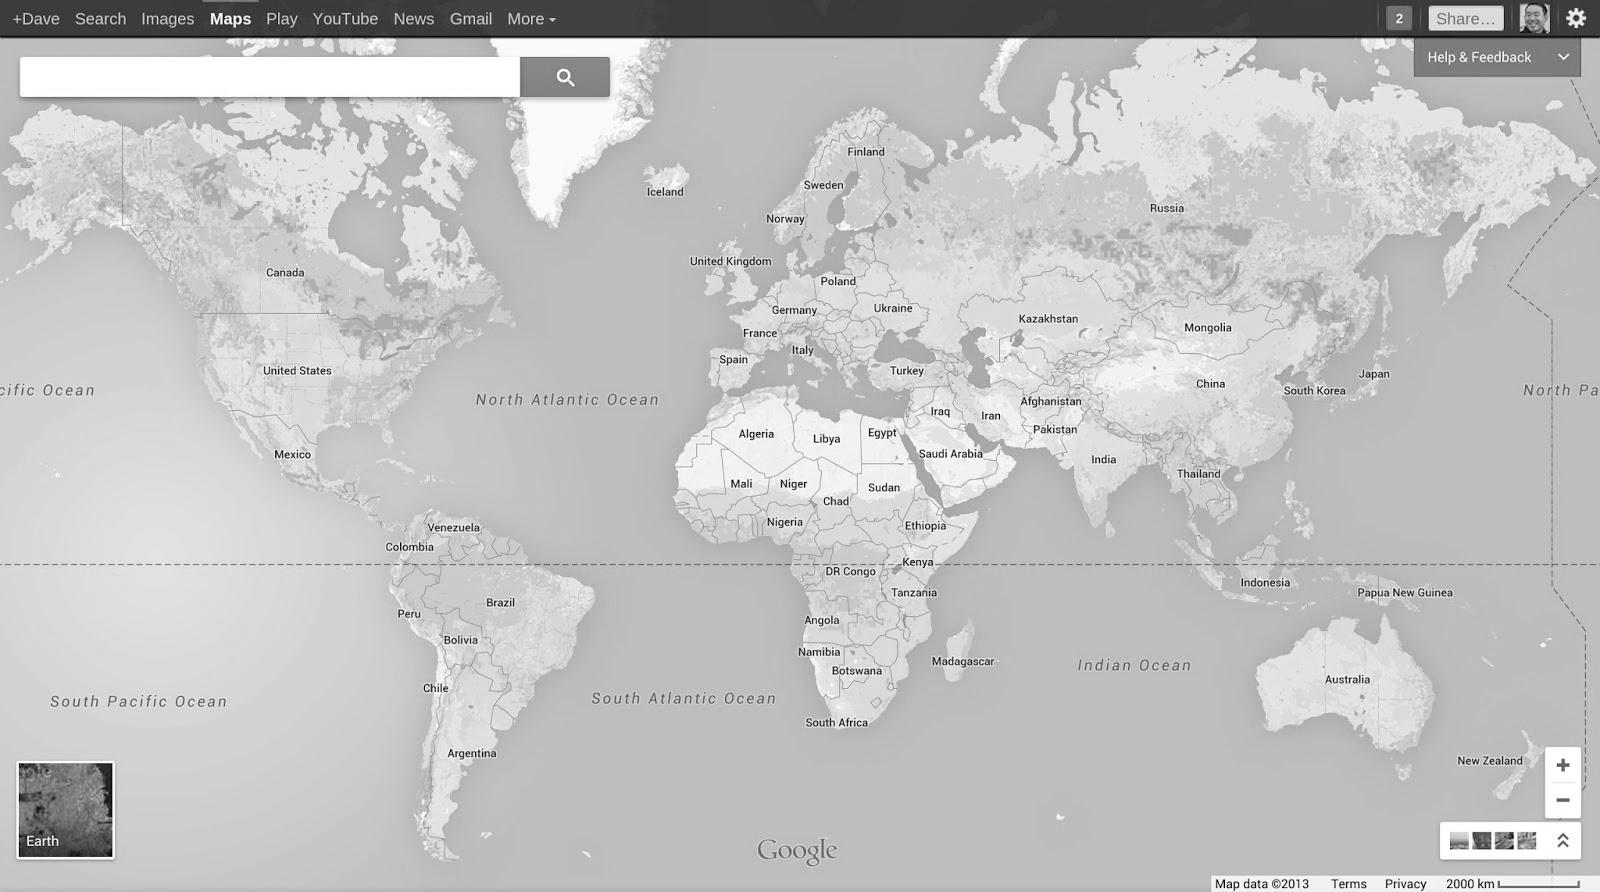 +Dave Search Images Maps Play YouTube News Gmail More 2 Share…
Help & Feedback
Finland
Sweden
Iceland
Russia
Norway
United Kingdom
Canada
Poland
Germany
Ukraine
Kazakhstan
Mongolia
France
Italy
Spain
United States
Turkey
Japan
China
South Korea
cific Ocean
North Pa
North Atlantic Ocean
Afghanistan
Iraq
Iran
Pakistan
Algeria
Libya
Egypt
Mexico
Saudi Arabia
India
Thailand
Mali
Niger
Sudan
Chad
Nigeria
Venezuela
Ethiopia
Colombia
Kenya
DR Congo
Indonesia
Tanzania
Papua New Guinea
Brazil
Peru
Angola
Bolivia
Namibia
Madagascar
Indian Ocean
Botswana
Australia
Chile
South Pacific Ocean
South Atlantic Ocean
South Africa
Argentina
New Zealand
+
−
Earth
Google
Map data ©2013 Terms Privacy 2000 km